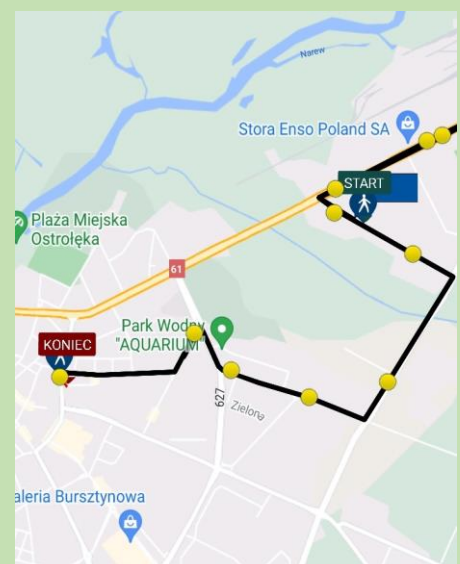 Narew
Stora Enso Poland SA
START
Plaża Miejska
Ostrołęka
61
Park Wodny
"AQUARIUM"
KONIEC
627
Zielona
aleria Bursztynowa